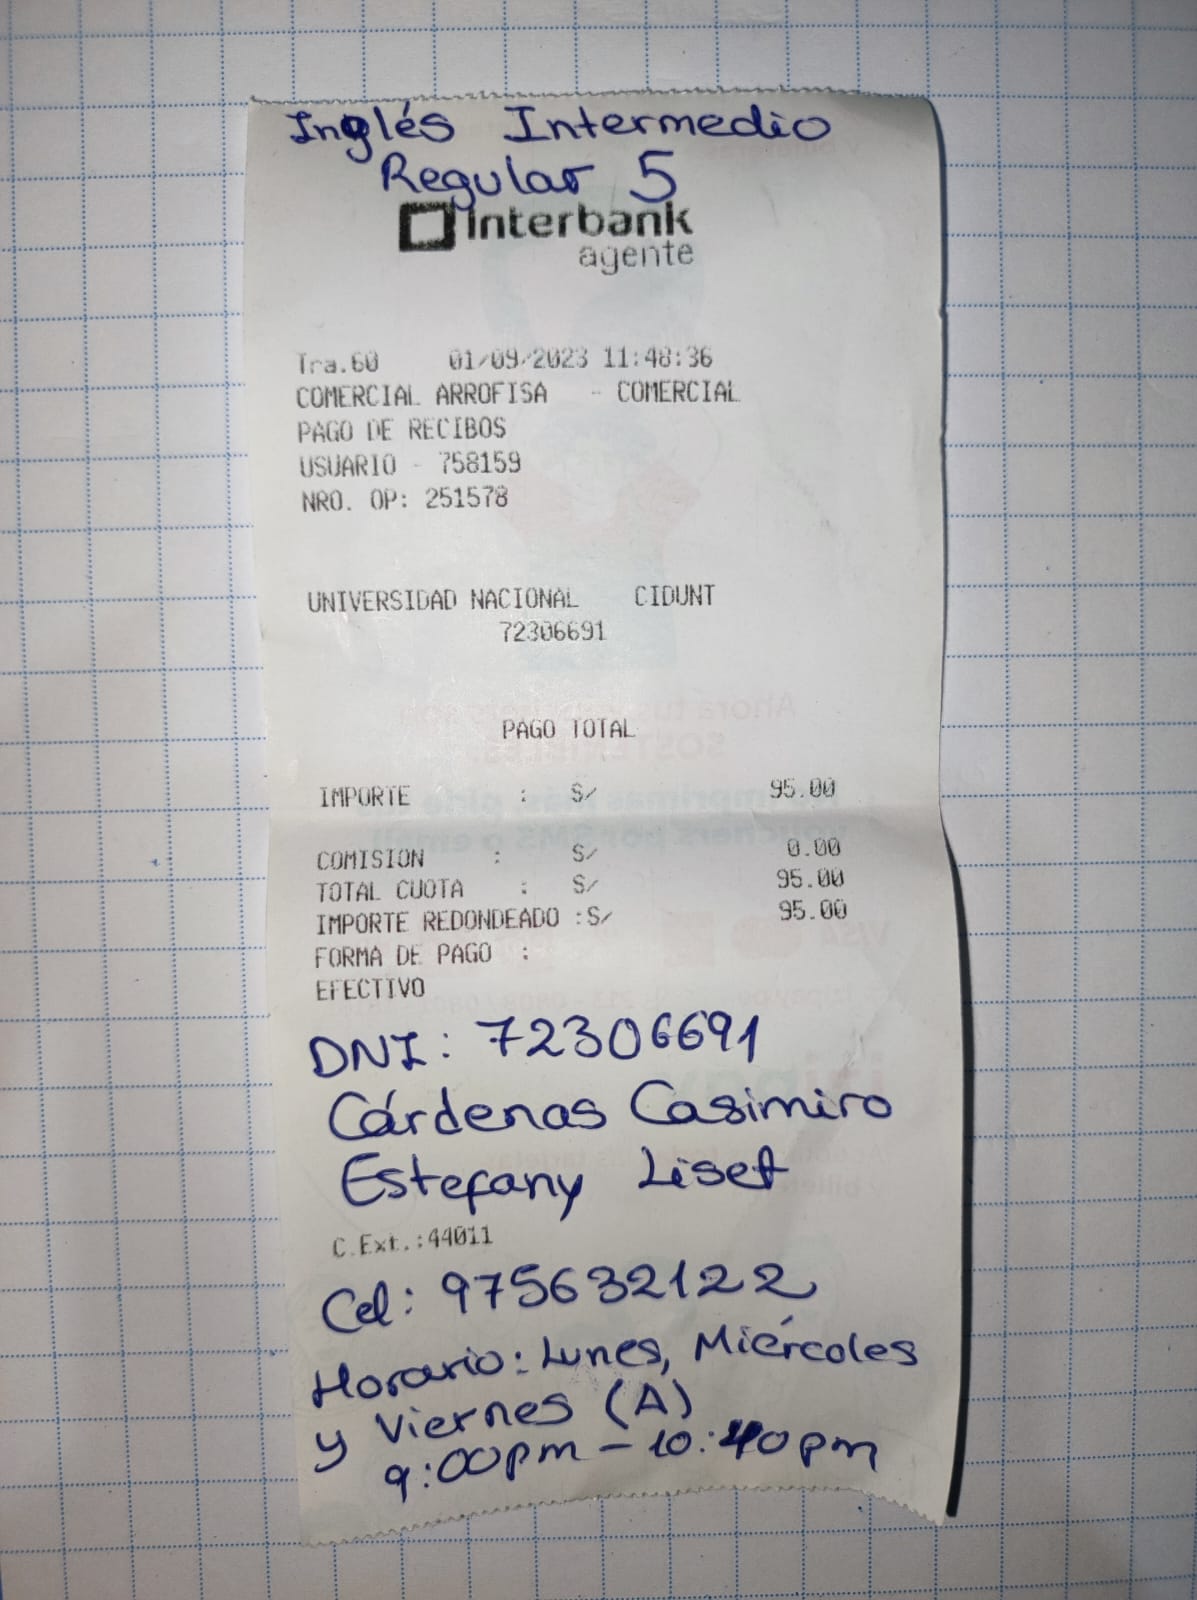 Inglés Intermedio
Regular 5
Interbank
agente
Tra.60 01/09/2023 11:48:36
COMERCIAL ARROFISA - COMERCIAL
PAGO DE RECIBOS
USUARIO - 758159
NRO. OP: 251578
UNIVERSIDAD NACIONAL CIDUNT
72306691
PAGO TOTAL
IMPORTE : S/ 95.00
COMISION : S/ 0.00
TOTAL CUOTA : S/ 95.00
IMPORTE REDONDEADO :S/ 95.00
FORMA DE PAGO :
EFECTIVO
DNI: 72306691
Cárdenas Casimiro
Estefany Liset
C.Ext.:44011
Cel: 975632122
Horario: Lunes, Miércoles
y Viernes (A)
9:00pm - 10:40pm